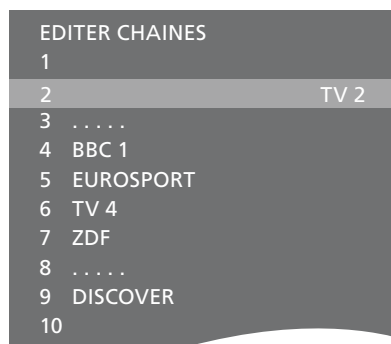 EDITER CHAINES
1
2 TV 2
3 . . . . .
4 BBC 1
5 EUROSPORT
6 TV 4
7 ZDF
8 . . . . .
9 DISCOVER
10